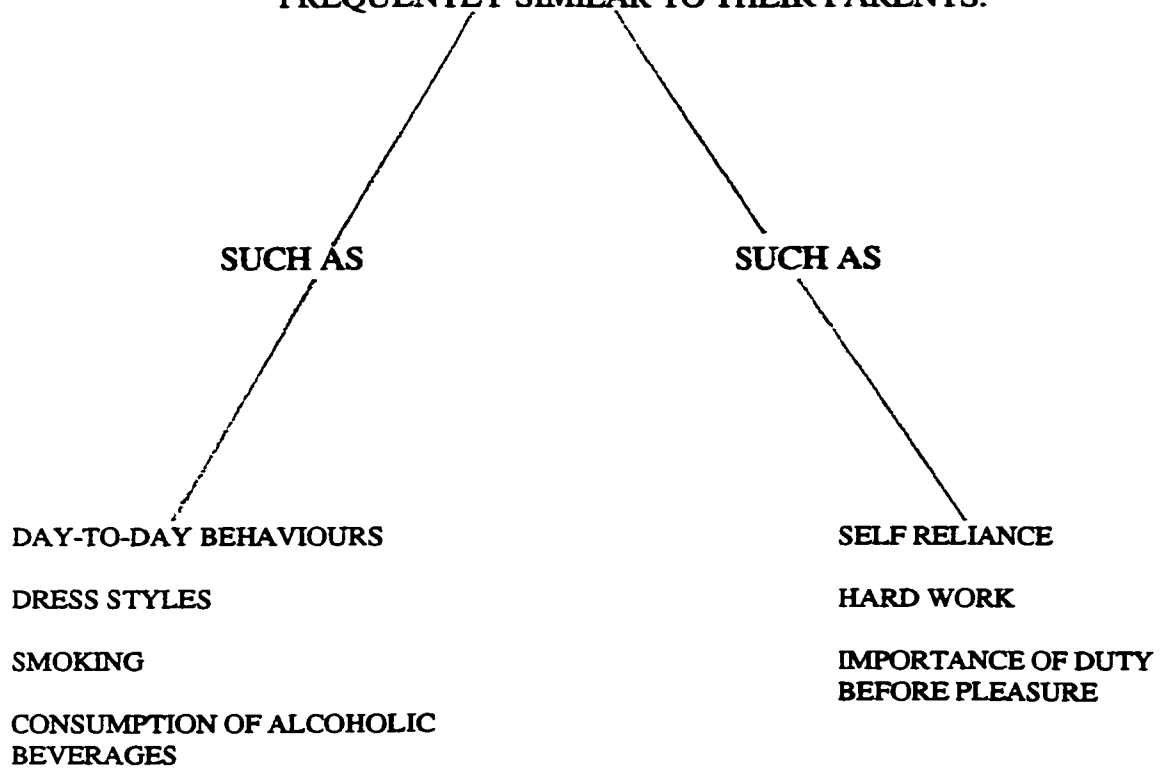 FREQUENTLY SIMILAR TO THEIR PARENTS.
SUCH AS
SUCH AS
DAY-TO-DAY BEHAVIOURS
DRESS STYLES
SMOKING
CONSUMPTION OF ALCOHOLIC
BEVERAGES
SELF RELIANCE
HARD WORK
IMPORTANCE OF DUTY
BEFORE PLEASURE